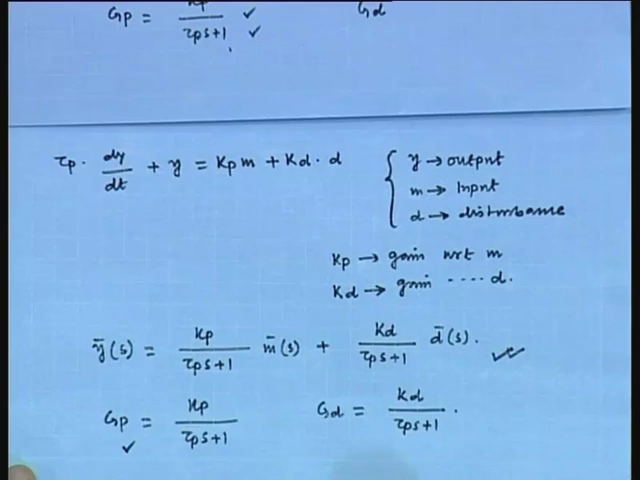 Gp = Kp / τps+1 ✓ ✓ Gd
τp · dy/dt + y = Kp m + Kd · d
y → output
m → Input
d → disturbance
Kp → gain wrt m
Kd → gain ···· d.
ȳ(s) = Kp / τps+1 m̄(s) + Kd / τps+1 d̄(s).
Gp = Kp / τps+1 Gd = Kd / τps+1 .